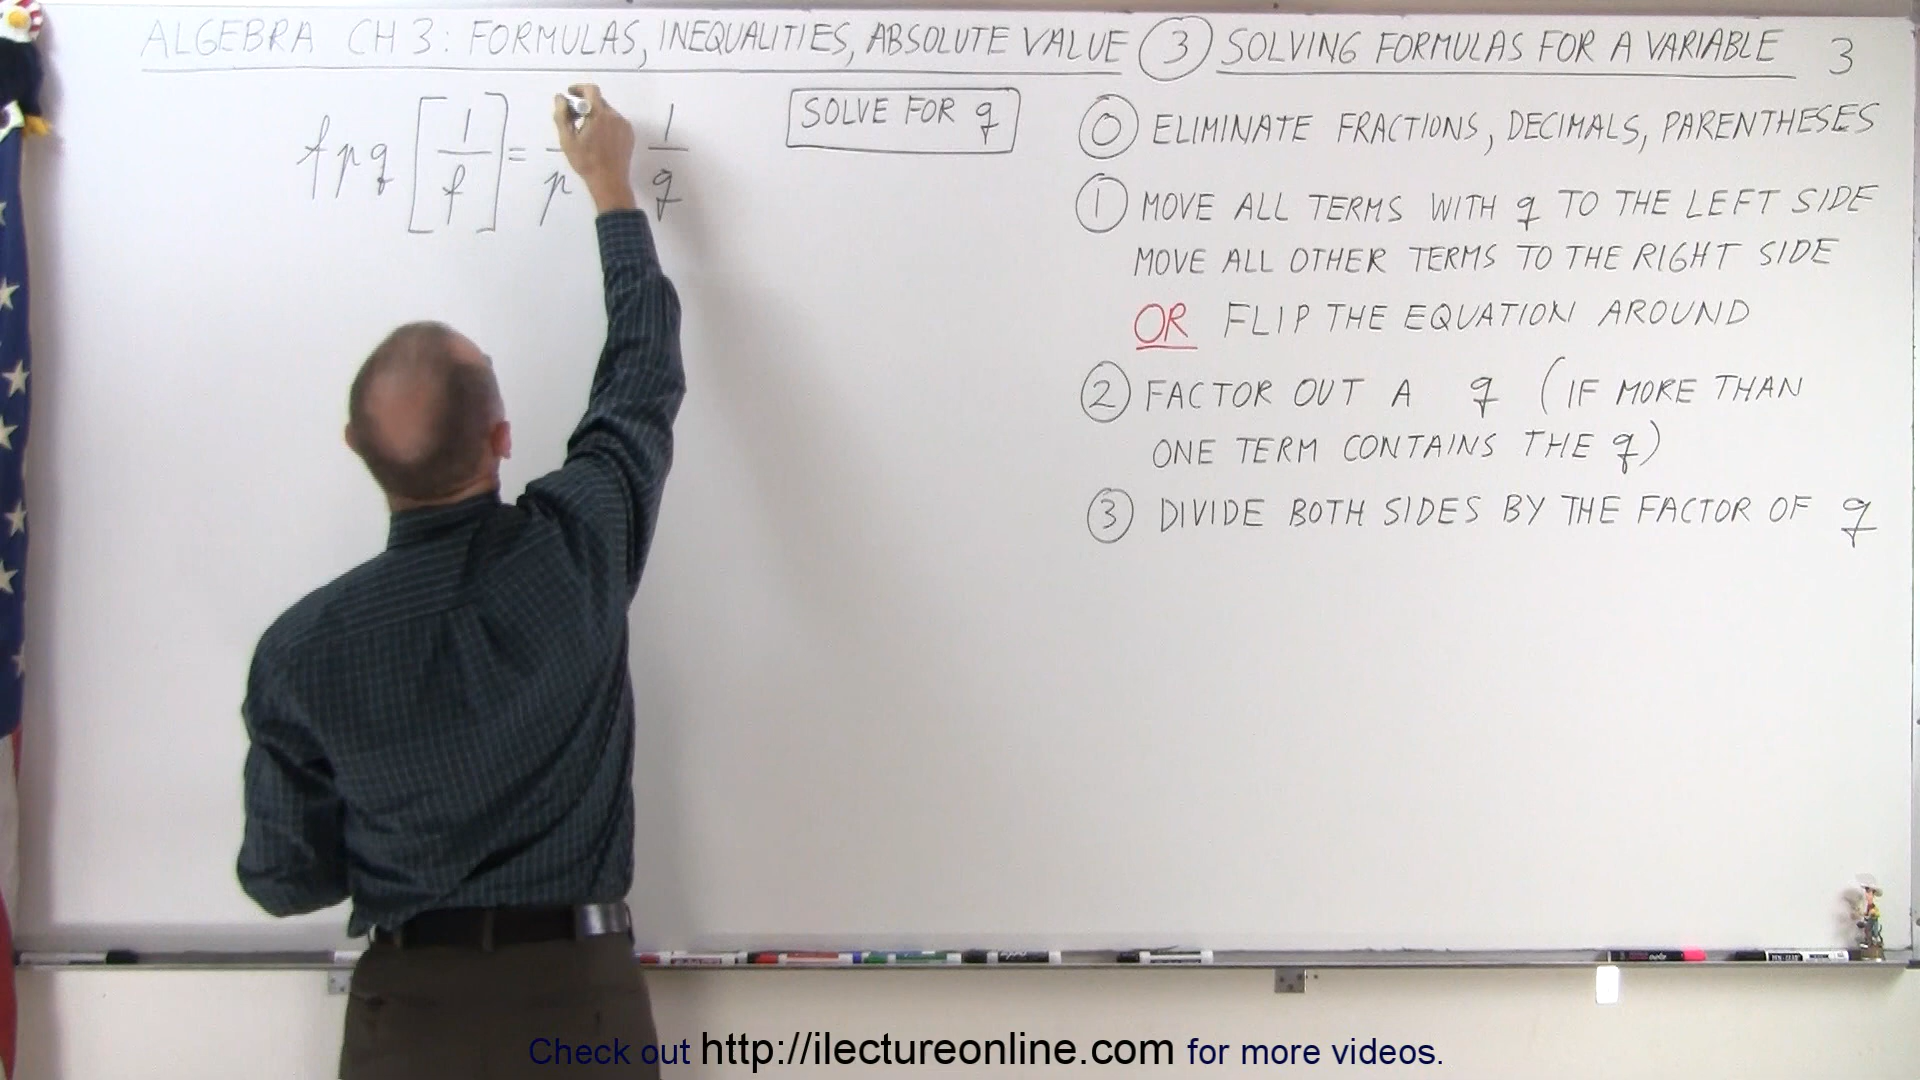 ALGEBRA CH 3: FORMULAS, INEQUALITIES, ABSOLUTE VALUE ③ SOLVING FORMULAS FOR A VARIABLE 3
fpq [1/f] = /p 1/q
SOLVE FOR q
⓪ ELIMINATE FRACTIONS, DECIMALS, PARENTHESES
① MOVE ALL TERMS WITH q TO THE LEFT SIDE
MOVE ALL OTHER TERMS TO THE RIGHT SIDE
OR FLIP THE EQUATION AROUND
② FACTOR OUT A q (IF MORE THAN
ONE TERM CONTAINS THE q)
③ DIVIDE BOTH SIDES BY THE FACTOR OF q
Check out http://ilectureonline.com for more videos.